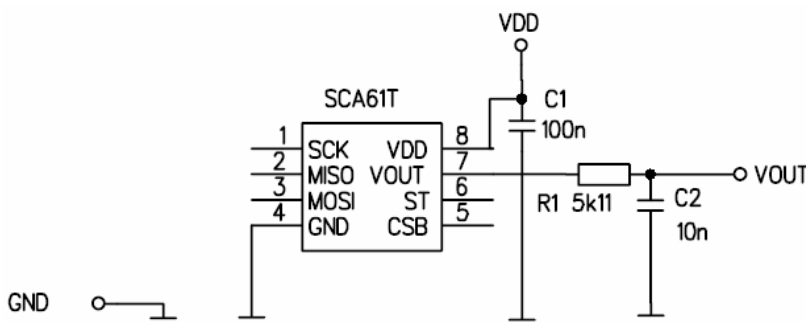 VDD
SCA61T
C1
100n
1 SCK VDD 8
2 MISO VOUT 7
3 MOSI ST 6
4 GND CSB 5
R1 5k11
C2
10n
VOUT
GND